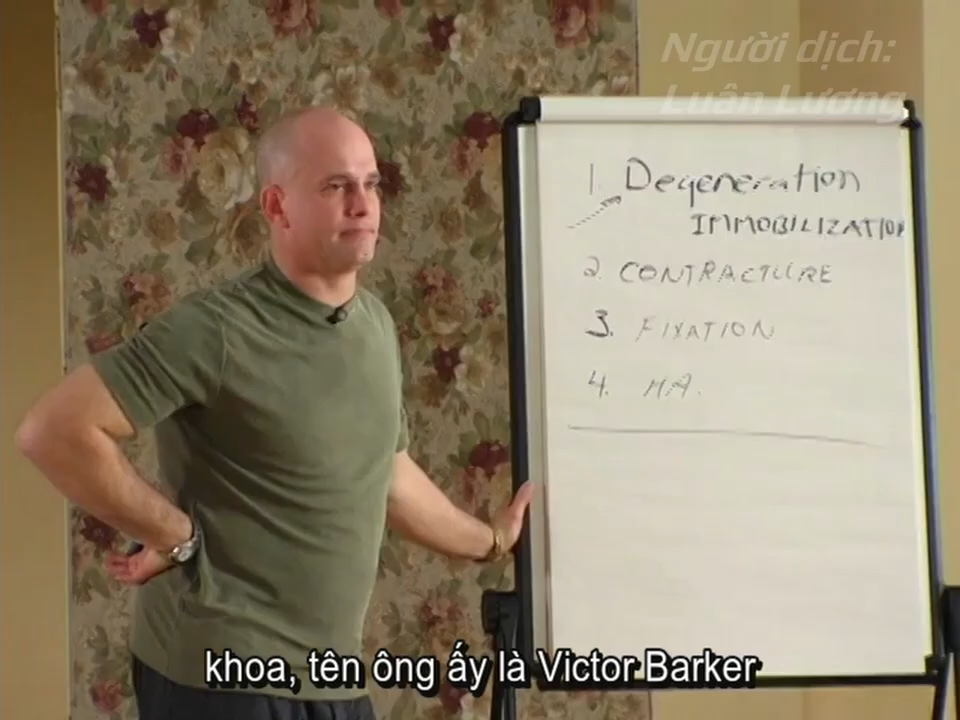 Người dịch:
Luân Lương
1. Degeneration
IMMOBILIZATION
2. CONTRACTURE
3. FIXATION
4. MA.
khoa, tên ông ấy là Victor Barker